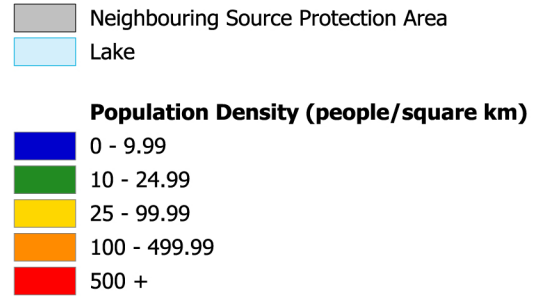 Neighbouring Source Protection Area
Lake
Population Density (people/square km)
0 - 9.99
10 - 24.99
25 - 99.99
100 - 499.99
500 +